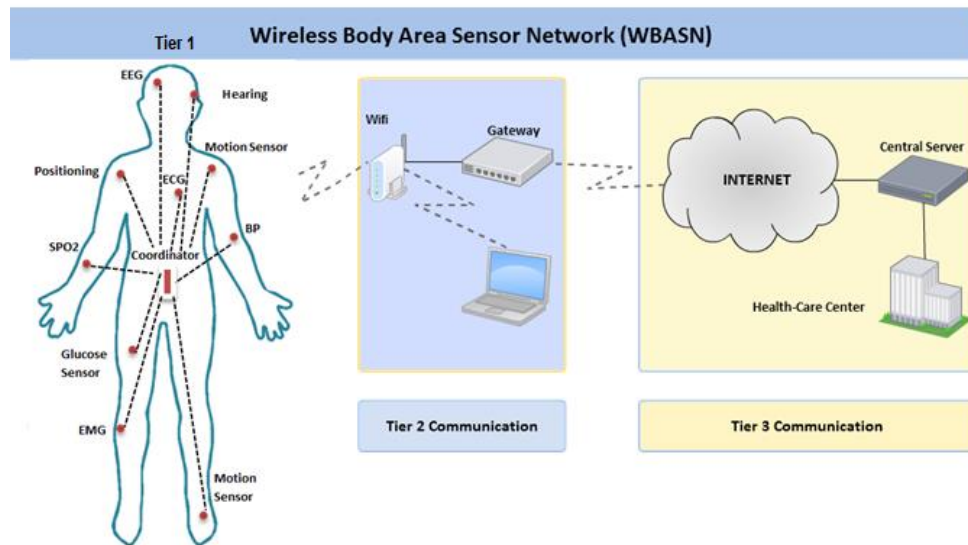 Tier 1
Wireless Body Area Sensor Network (WBASN)
EEG
Hearing
Motion Sensor
Positioning
ECG
SPO2
BP
Coordinator
Glucose
Sensor
EMG
Motion
Sensor
Wifi
Gateway
INTERNET
Central Server
Health-Care Center
Tier 2 Communication
Tier 3 Communication